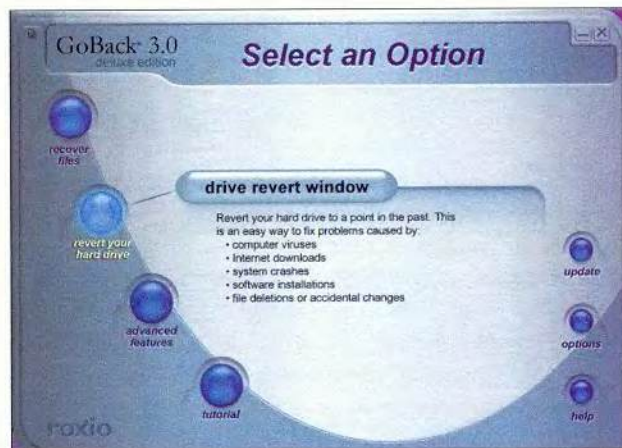 GoBack® 3.0
deluxe edition
Select an Option
recover
files
drive revert window
Revert your hard drive to a point in the past. This
is an easy way to fix problems caused by:
• computer viruses
• Internet downloads
• system crashes
• software installations
• file deletions or accidental changes
revert your
hard drive
advanced
features
tutorial
update
options
help
roxio